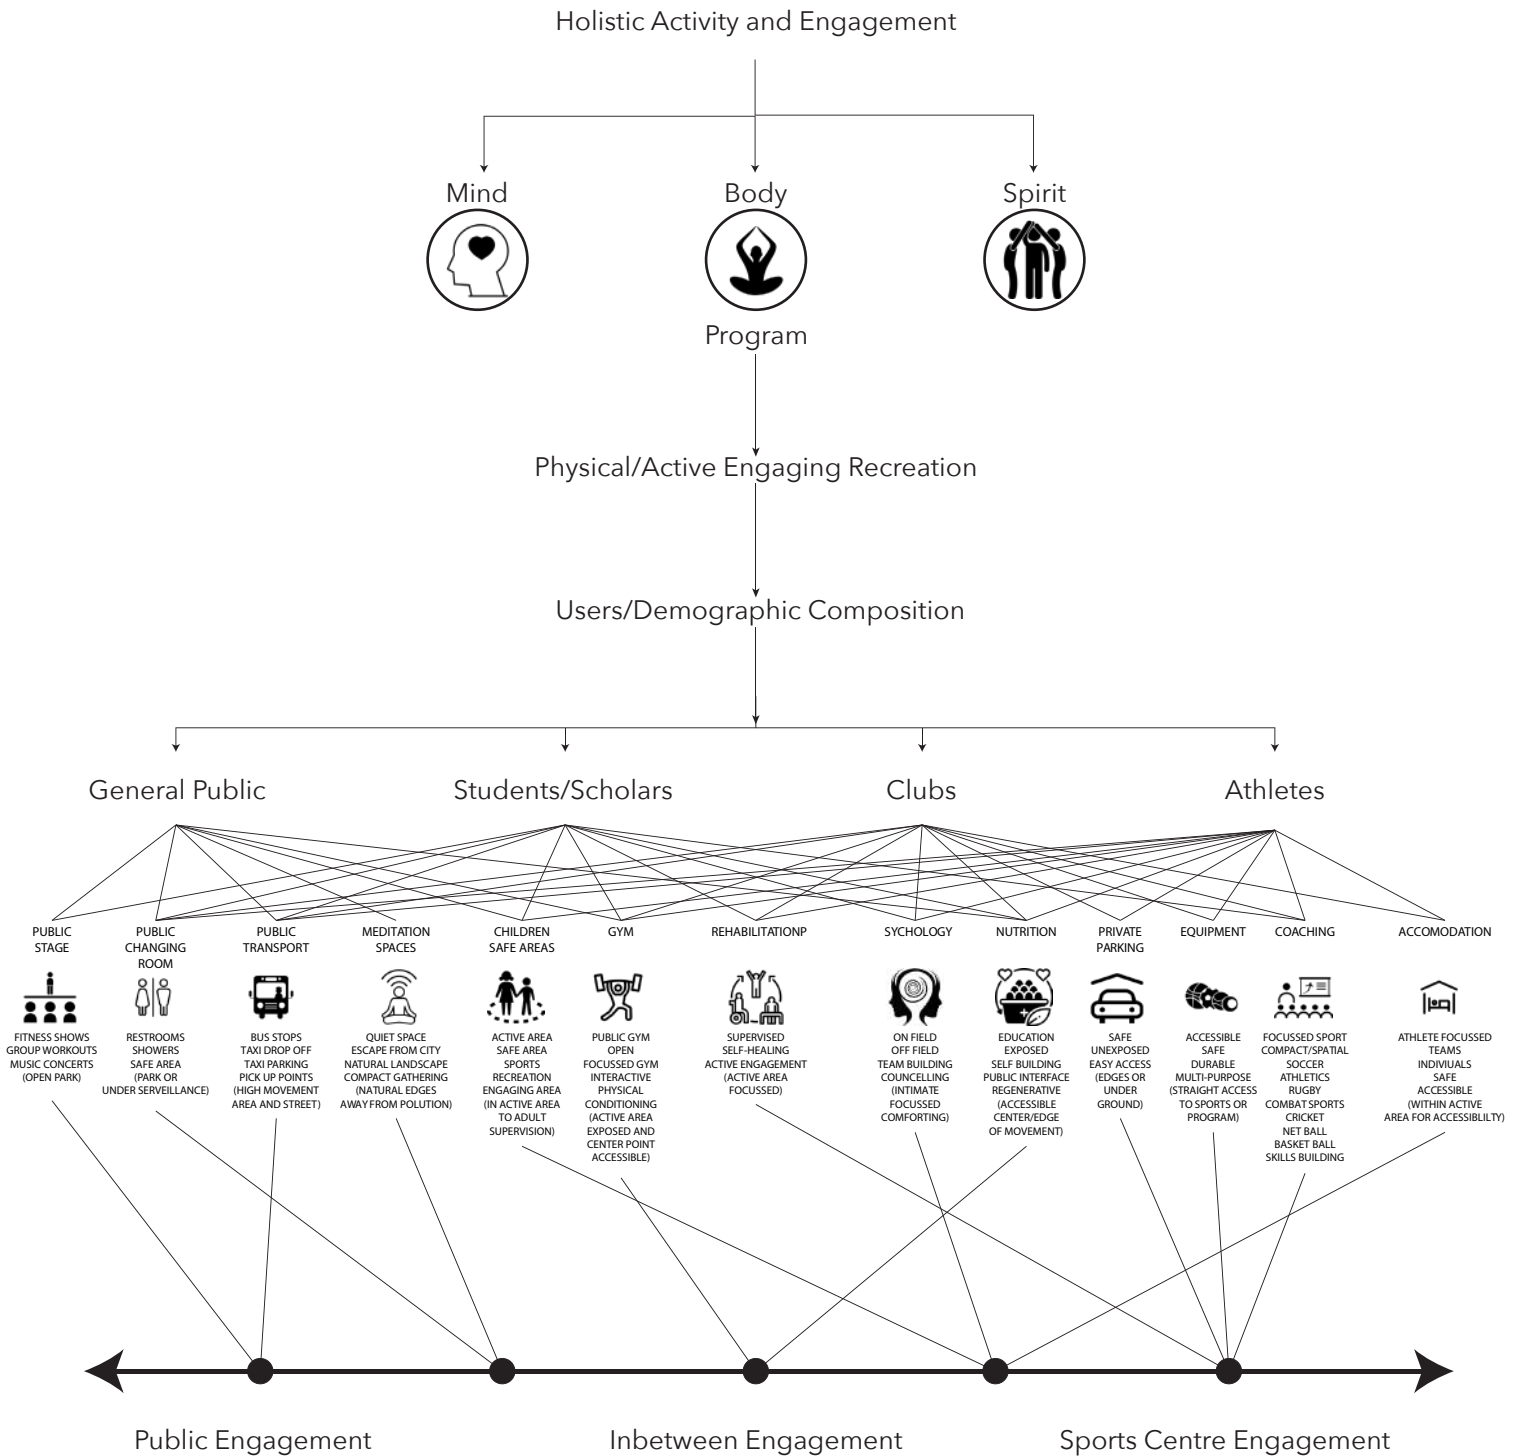 Holistic Activity and Engagement
Mind
Body
Spirit
Program
Physical/Active Engaging Recreation
Users/Demographic Composition
General Public
Students/Scholars
Clubs
Athletes
PUBLIC
STAGE
PUBLIC
CHANGING
ROOM
PUBLIC
TRANSPORT
MEDITATION
SPACES
CHILDREN
SAFE AREAS
GYM
REHABILITATIONP
SYCHOLOGY
NUTRITION
PRIVATE
PARKING
EQUIPMENT
COACHING
ACCOMODATION
FITNESS SHOWS
GROUP WORKOUTS
MUSIC CONCERTS
(OPEN PARK)
RESTROOMS
SHOWERS
SAFE AREA
(PARK OR
UNDER SERVEILLANCE)
BUS STOPS
TAXI DROP OFF
TAXI PARKING
PICK UP POINTS
(HIGH MOVEMENT
AREA AND STREET)
QUIET SPACE
ESCAPE FROM CITY
NATURAL LANDSCAPE
COMPACT GATHERING
(NATURAL EDGES
AWAY FROM POLUTION)
ACTIVE AREA
SAFE AREA
SPORTS
RECREATION
ENGAGING AREA
(IN ACTIVE AREA
TO ADULT
SUPERVISION)
PUBLIC GYM
OPEN
FOCUSSED GYM
INTERACTIVE
PHYSICAL
CONDITIONING
(ACTIVE AREA
EXPOSED AND
CENTER POINT
ACCESSIBLE)
SUPERVISED
SELF-HEALING
ACTIVE ENGAGEMENT
(ACTIVE AREA
FOCUSSED)
ON FIELD
OFF FIELD
TEAM BUILDING
COUNCELLING
(INTIMATE
FOCUSSED
COMFORTING)
EDUCATION
EXPOSED
SELF BUILDING
PUBLIC INTERFACE
REGENERATIVE
(ACCESSIBLE
CENTER/EDGE
OF MOVEMENT)
SAFE
UNEXPOSED
EASY ACCESS
(EDGES OR
UNDER
GROUND)
ACCESSIBLE
SAFE
DURABLE
MULTI-PURPOSE
(STRAIGHT ACCESS
TO SPORTS OR
PROGRAM)
FOCUSSED SPORT
COMPACT/SPATIAL
SOCCER
ATHLETICS
RUGBY
COMBAT SPORTS
CRICKET
NET BALL
BASKET BALL
SKILLS BUILDING
ATHLETE FOCUSSED
TEAMS
INDIVIUALS
SAFE
ACCESSIBLE
(WITHIN ACTIVE
AREA FOR ACCESSIBLILTY)
Public Engagement
Inbetween Engagement
Sports Centre Engagement